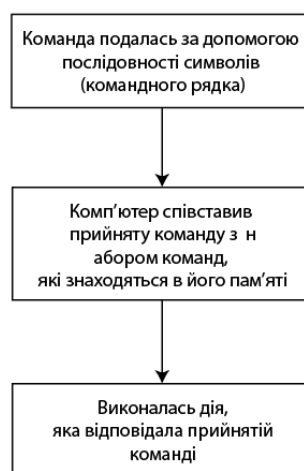 Команда подалась за допомогою
послідовності символів
(командного рядка)
Комп'ютер співставив
прийняту команду з н
абором команд,
які знаходяться в його пам'яті
Виконалась дія,
яка відповідала прийнятій
команді